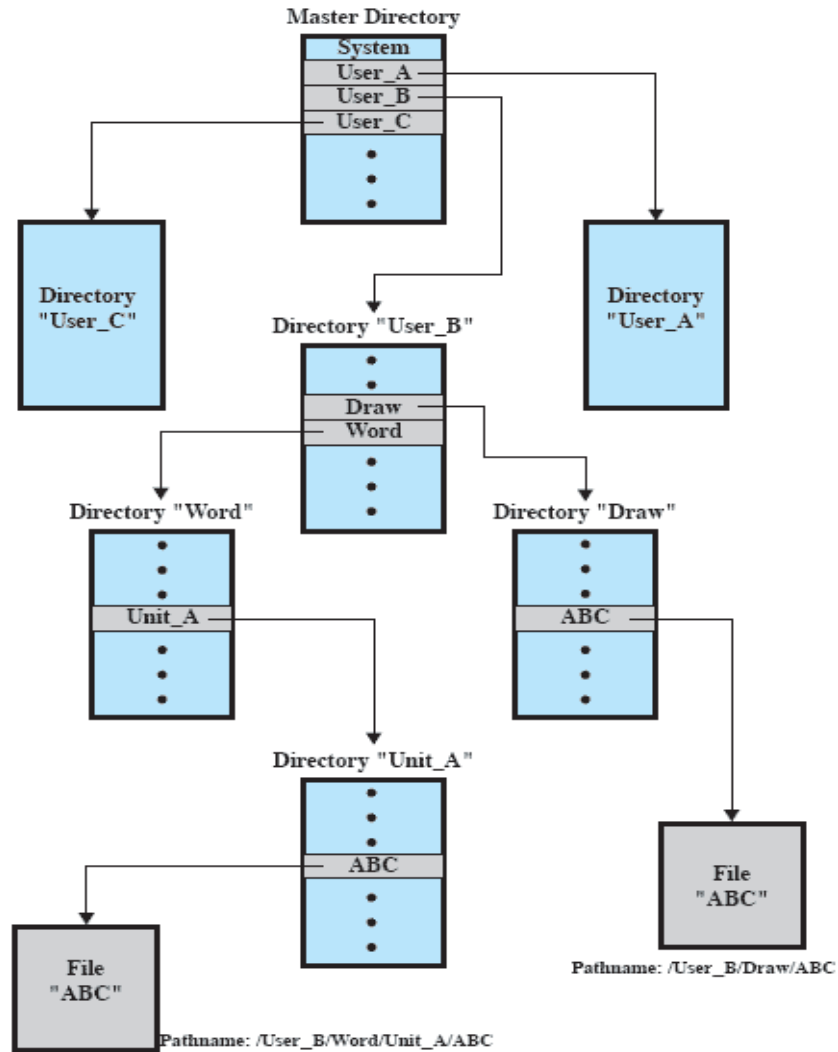 Master Directory
System
User_A
User_B
User_C
Directory
"User_C"
Directory
"User_A"
Directory "User_B"
Draw
Word
Directory "Word"
Directory "Draw"
Unit_A
ABC
Directory "Unit_A"
ABC
File
"ABC"
Pathname: /User_B/Draw/ABC
File
"ABC"
Pathname: /User_B/Word/Unit_A/ABC